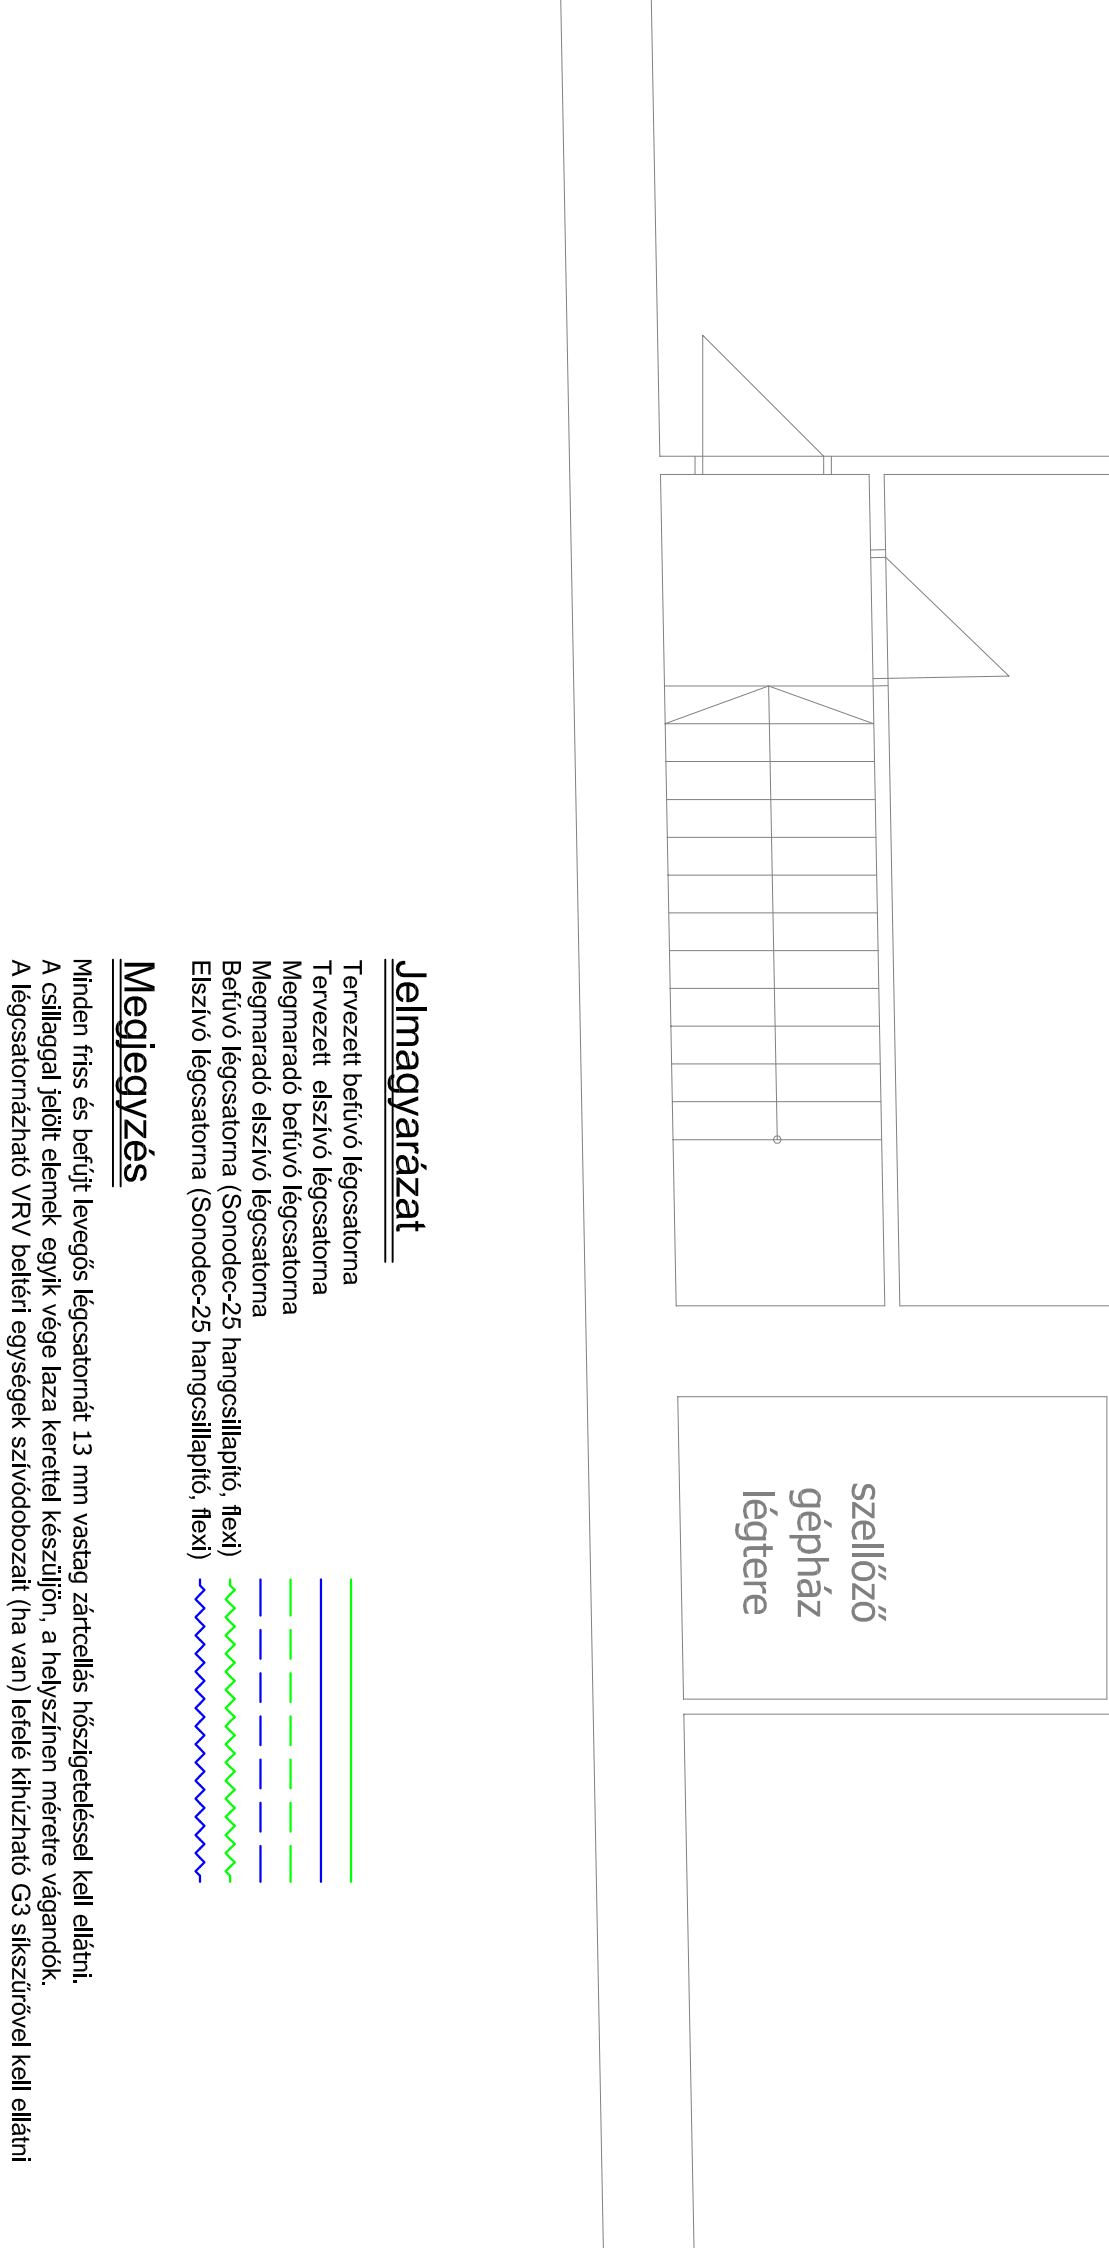 szellőző
gépház
légtere
Jelmagyarázat
Tervezett befúvó légcsatorna
Tervezett elszívó légcsatorna
Megmaradó befúvó légcsatorna
Megmaradó elszívó légcsatorna
Befúvó légcsatorna (Sonodec-25 hangcsillapító, flexi)
Elszívó légcsatorna (Sonodec-25 hangcsillapító, flexi)
Megjegyzés
Minden friss és befújt levegős légcsatornát 13 mm vastag zártcellás hőszigeteléssel kell ellátni.
A csillaggal jelölt elemek egyik vége laza kerettel készüljön, a helyszínen méretre vágandók.
A légcsatornázható VRV beltéri egységek szívódobozait (ha van) lefelé kihúzható G3 síkszűrővel kell ellátni